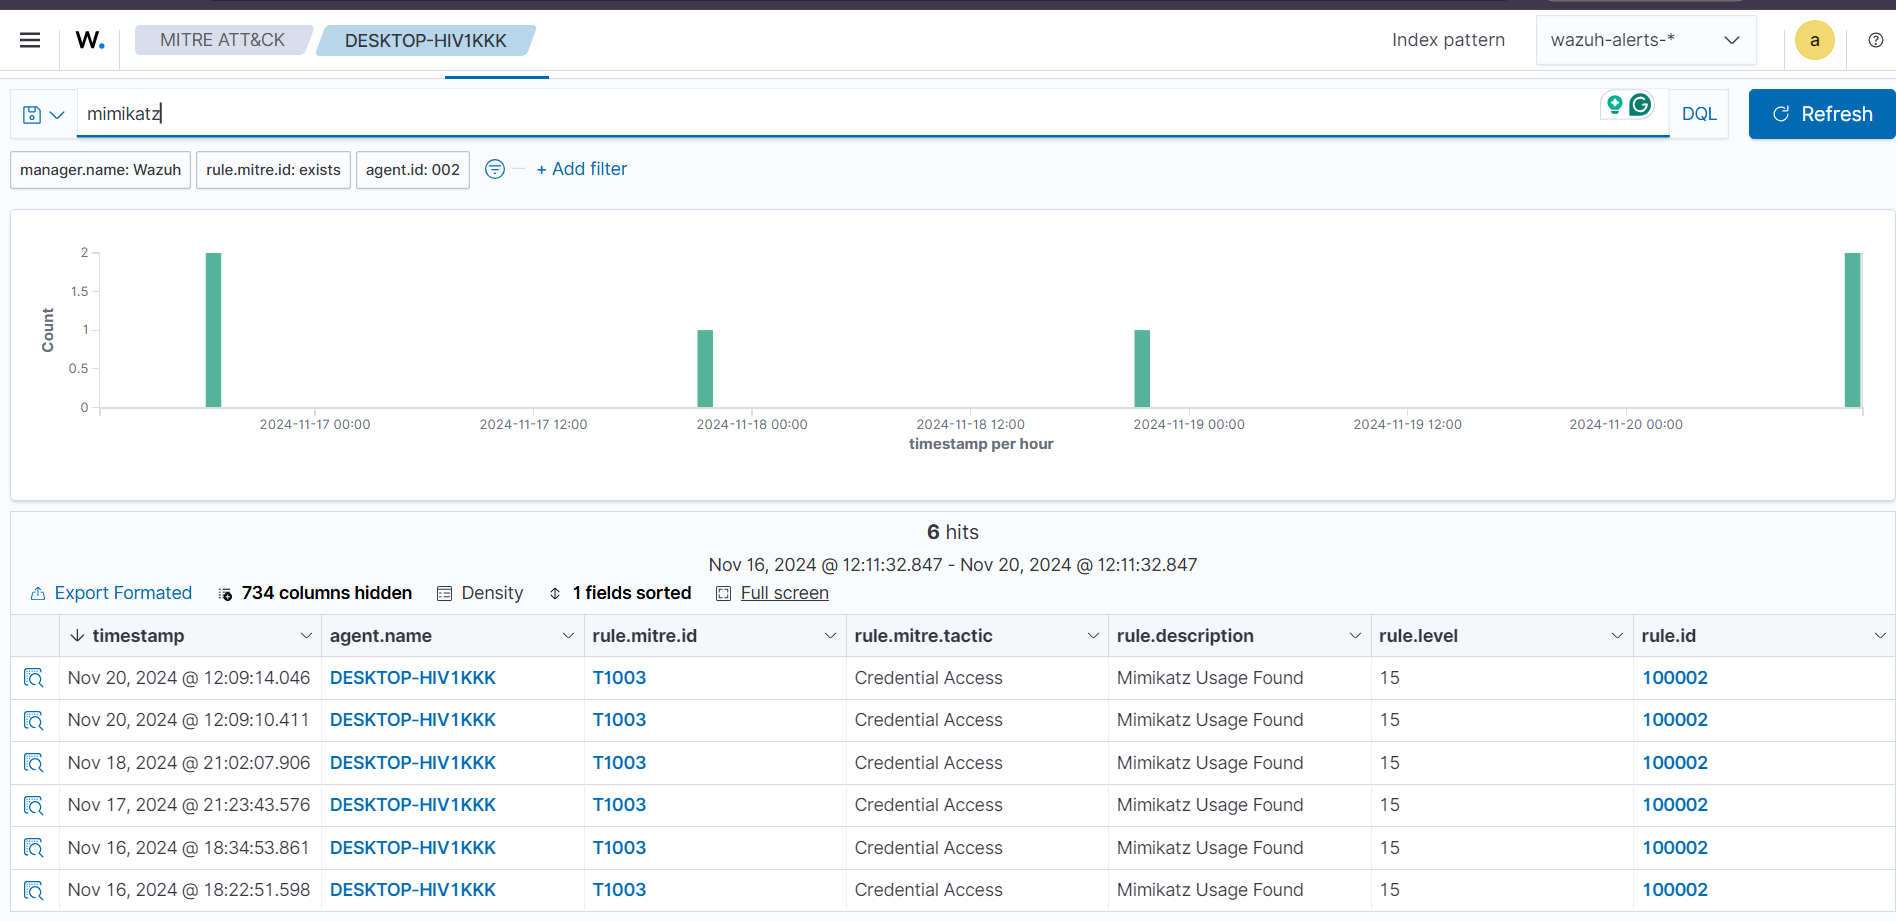 W. MITRE ATT&CK DESKTOP-HIV1KKK Index pattern wazuh-alerts-* a
mimikatz DQL Refresh
manager.name: Wazuh rule.mitre.id: exists agent.id: 002 + Add filter
2
1.5
1
0.5
0
Count
2024-11-17 00:00 2024-11-17 12:00 2024-11-18 00:00 2024-11-18 12:00 2024-11-19 00:00 2024-11-19 12:00 2024-11-20 00:00
timestamp per hour
6 hits
Nov 16, 2024 @ 12:11:32.847 - Nov 20, 2024 @ 12:11:32.847
Export Formated 734 columns hidden Density 1 fields sorted Full screen
timestamp agent.name rule.mitre.id rule.mitre.tactic rule.description rule.level rule.id
Nov 20, 2024 @ 12:09:14.046 DESKTOP-HIV1KKK T1003 Credential Access Mimikatz Usage Found 15 100002
Nov 20, 2024 @ 12:09:10.411 DESKTOP-HIV1KKK T1003 Credential Access Mimikatz Usage Found 15 100002
Nov 18, 2024 @ 21:02:07.906 DESKTOP-HIV1KKK T1003 Credential Access Mimikatz Usage Found 15 100002
Nov 17, 2024 @ 21:23:43.576 DESKTOP-HIV1KKK T1003 Credential Access Mimikatz Usage Found 15 100002
Nov 16, 2024 @ 18:34:53.861 DESKTOP-HIV1KKK T1003 Credential Access Mimikatz Usage Found 15 100002
Nov 16, 2024 @ 18:22:51.598 DESKTOP-HIV1KKK T1003 Credential Access Mimikatz Usage Found 15 100002